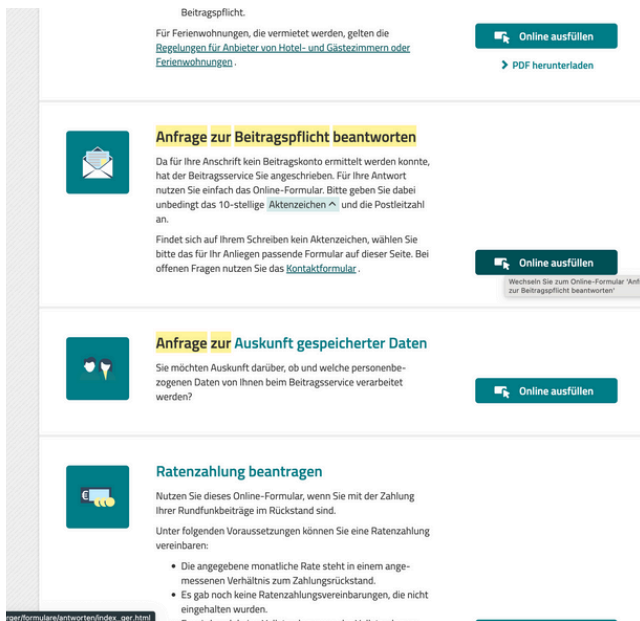 Beitragspflicht.
Für Ferienwohnungen, die vermietet werden, gelten die
Regelungen für Anbieter von Hotel- und Gästezimmern oder
Ferienwohnungen .
Online ausfüllen
PDF herunterladen
Anfrage zur Beitragspflicht beantworten
Da für Ihre Anschrift kein Beitragskonto ermittelt werden konnte,
hat der Beitragsservice Sie angeschrieben. Für Ihre Antwort
nutzen Sie einfach das Online-Formular. Bitte geben Sie dabei
unbedingt das 10-stellige Aktenzeichen und die Postleitzahl
an.
Findet sich auf Ihrem Schreiben kein Aktenzeichen, wählen Sie
bitte das für Ihr Anliegen passende Formular auf dieser Seite. Bei
offenen Fragen nutzen Sie das Kontaktformular .
Online ausfüllen
Wechseln Sie zum Online-Formular 'Anf
zur Beitragspflicht beantworten'
Anfrage zur Auskunft gespeicherter Daten
Sie möchten Auskunft darüber, ob und welche personenbe-
zogenen Daten von Ihnen beim Beitragsservice verarbeitet
werden?
Online ausfüllen
Ratenzahlung beantragen
Nutzen Sie dieses Online-Formular, wenn Sie mit der Zahlung
Ihrer Rundfunkbeiträge im Rückstand sind.
Unter folgenden Voraussetzungen können Sie eine Ratenzahlung
vereinbaren:
• Die angegebene monatliche Rate steht in einem ange-
messenen Verhältnis zum Zahlungsrückstand.
• Es gab noch keine Ratenzahlungsvereinbarungen, die nicht
eingehalten wurden.
rger/formulare/antworten/index_ger.html